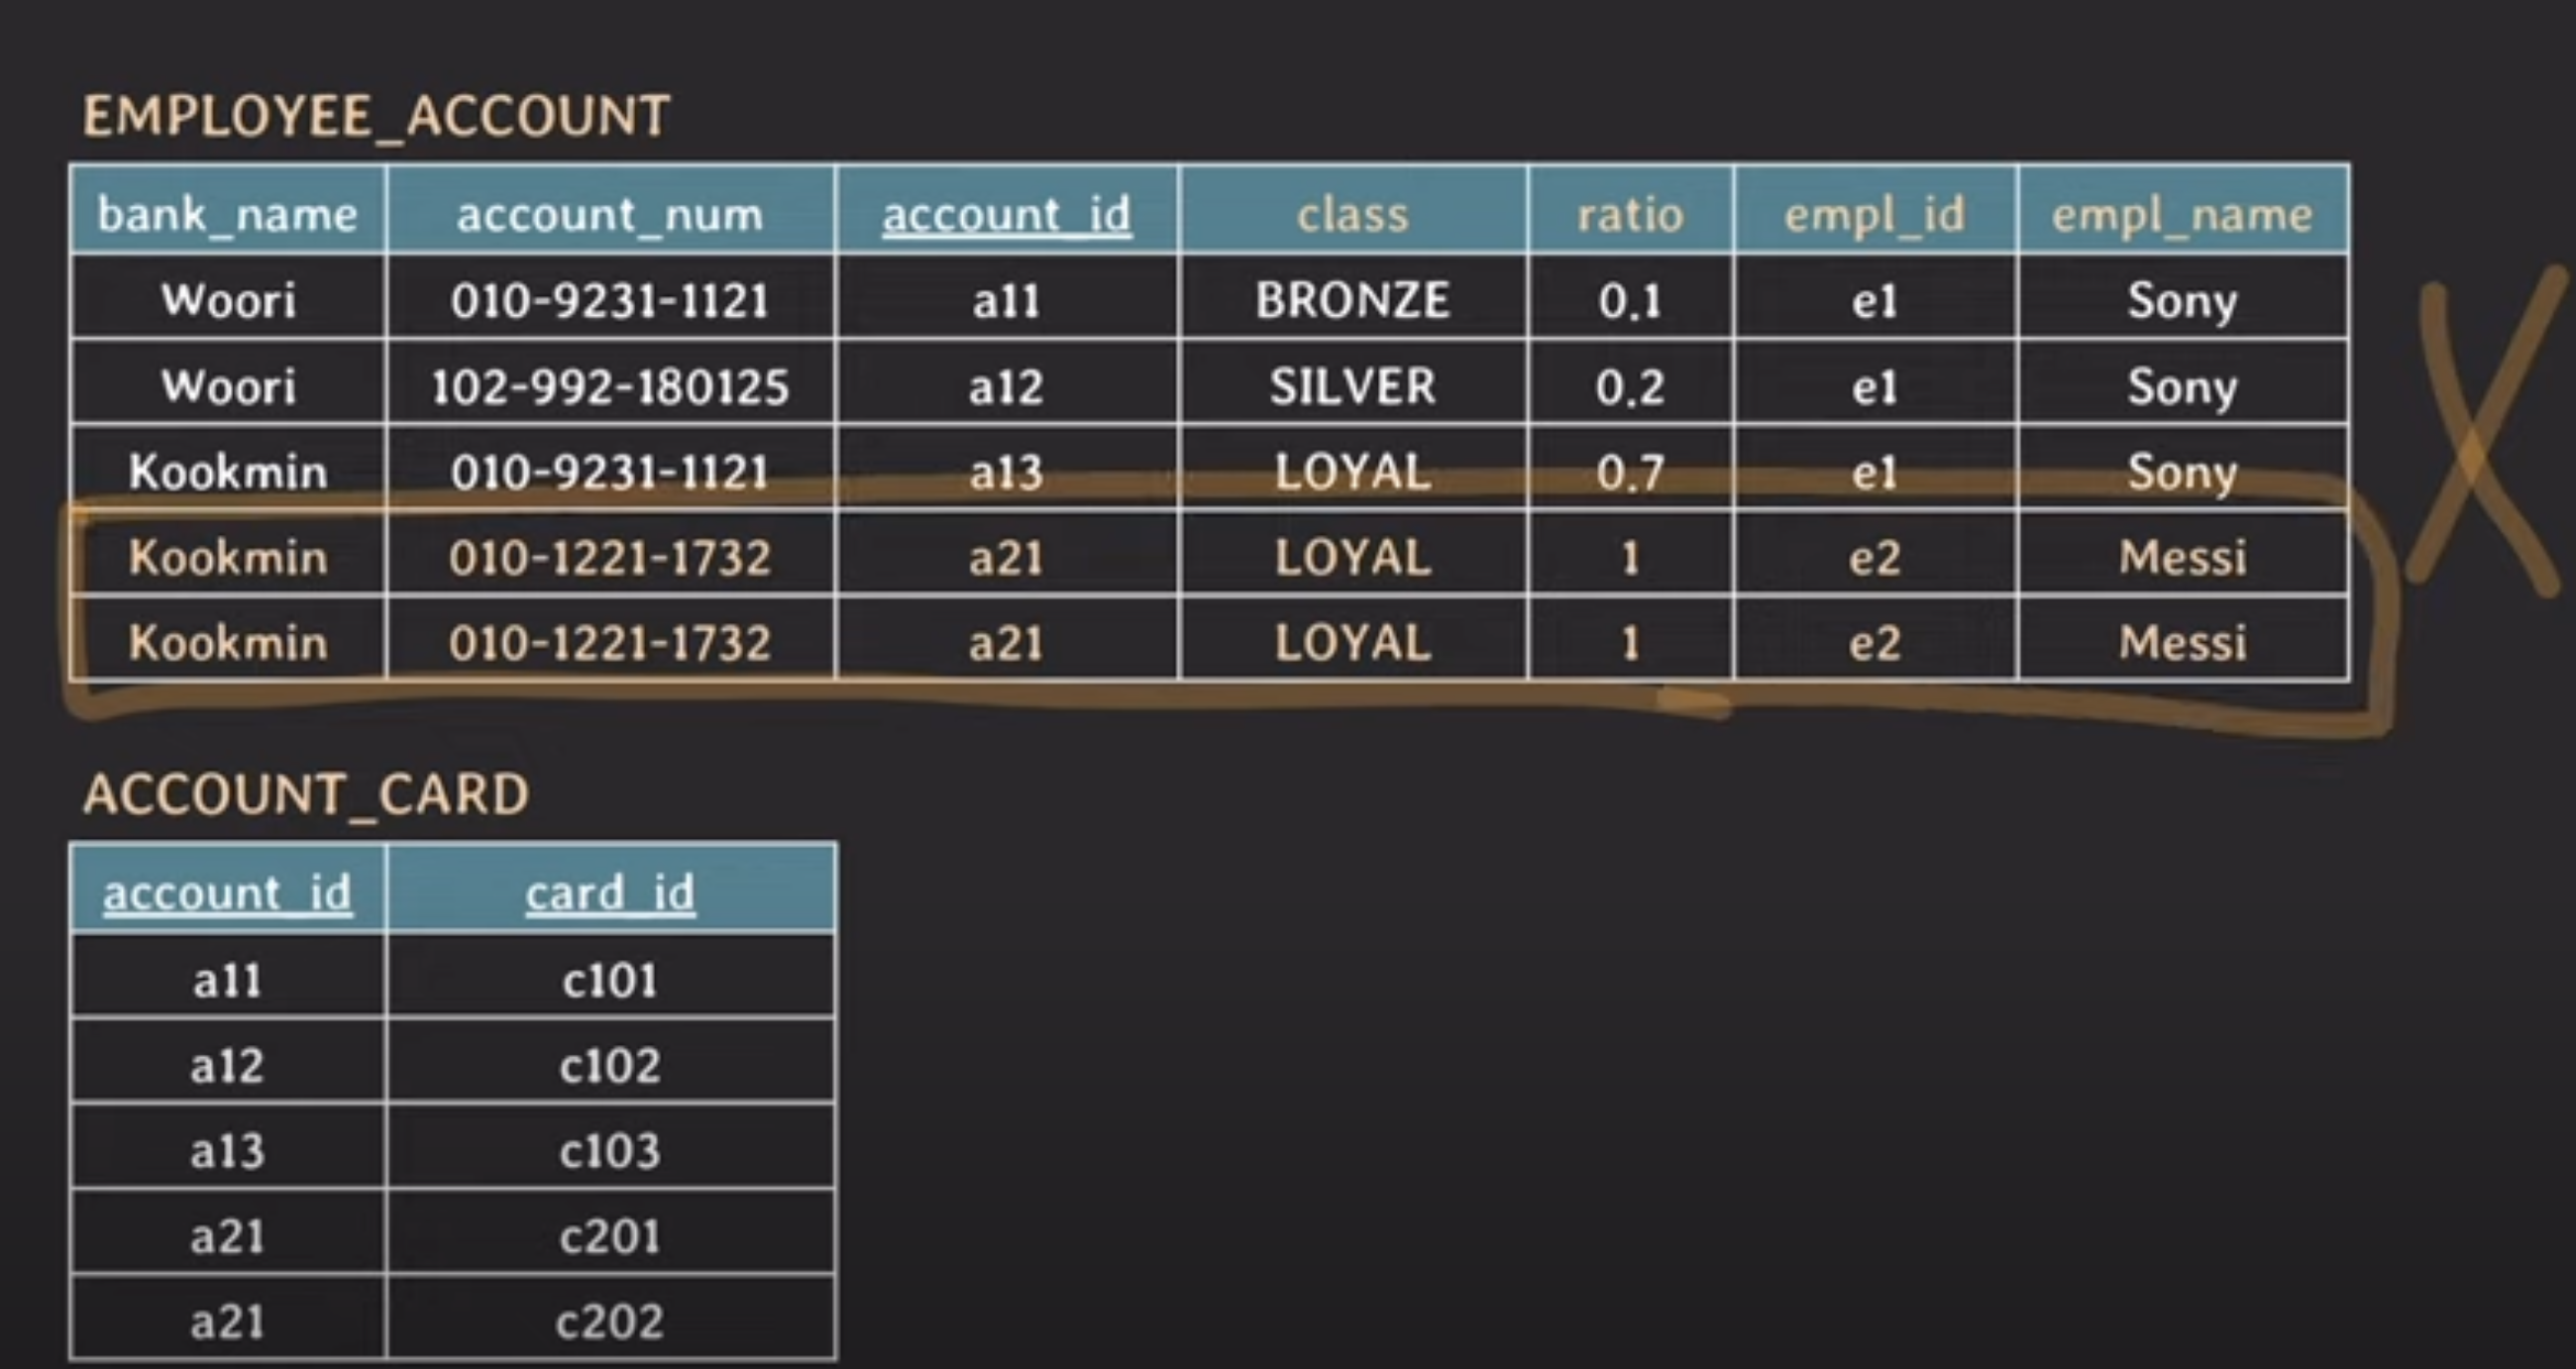 EMPLOYEE_ACCOUNT
bank_name account_num account_id class ratio empl_id empl_name
Woori 010-9231-1121 a11 BRONZE 0.1 e1 Sony
Woori 102-992-180125 a12 SILVER 0.2 e1 Sony
Kookmin 010-9231-1121 a13 LOYAL 0.7 e1 Sony
Kookmin 010-1221-1732 a21 LOYAL 1 e2 Messi
Kookmin 010-1221-1732 a21 LOYAL 1 e2 Messi
ACCOUNT_CARD
account_id card_id
a11 c101
a12 c102
a13 c103
a21 c201
a21 c202